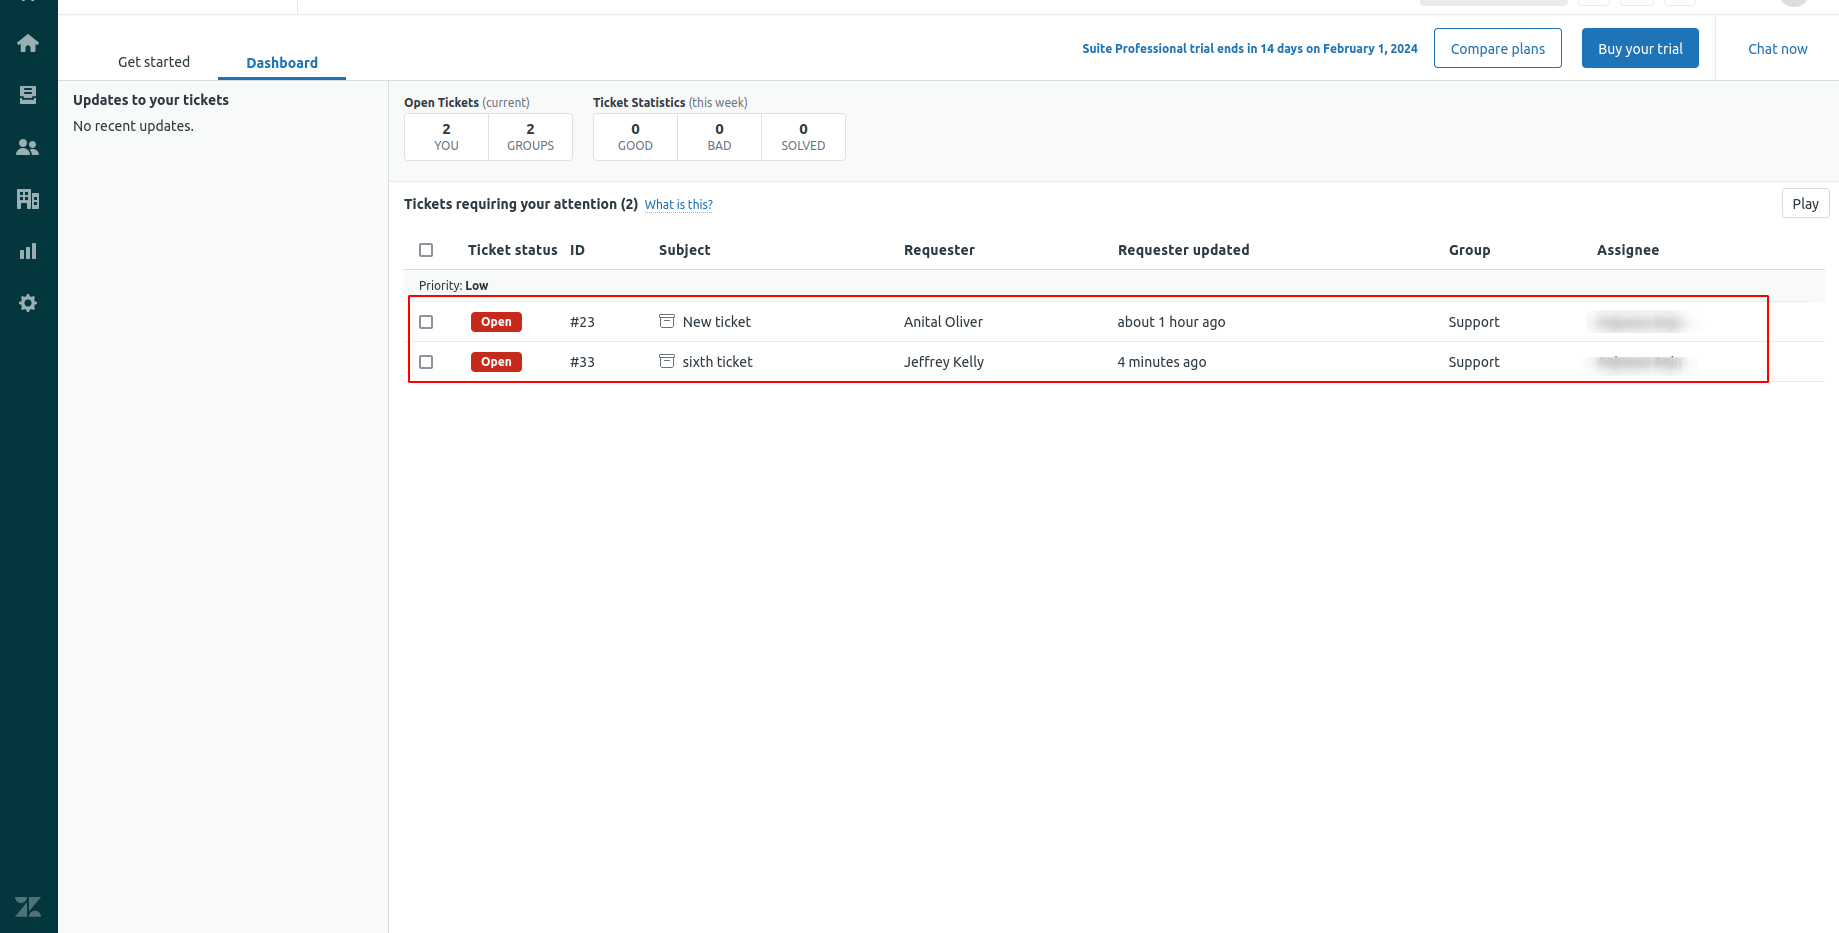 Get started
Dashboard
Suite Professional trial ends in 14 days on February 1, 2024
Compare plans
Buy your trial
Chat now
Updates to your tickets
No recent updates.
Open Tickets (current)
2
YOU
2
GROUPS
Ticket Statistics (this week)
0
GOOD
0
BAD
0
SOLVED
Tickets requiring your attention (2) What is this?
Play
Ticket status ID Subject Requester Requester updated Group Assignee
Priority: Low
Open #23 New ticket Anital Oliver about 1 hour ago Support
Open #33 sixth ticket Jeffrey Kelly 4 minutes ago Support